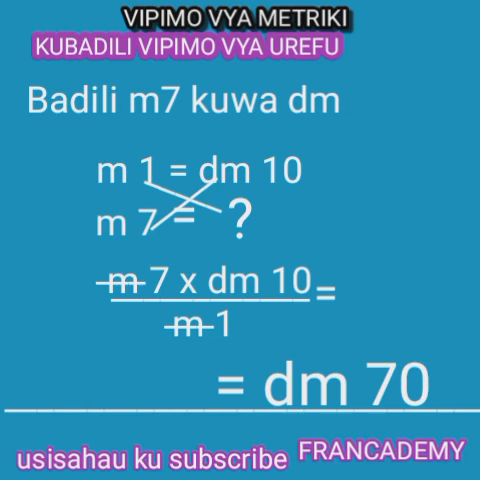 VIPIMO VYA METRIKI
KUBADILI VIPIMO VYA UREFU
Badili m7 kuwa dm
m 1 = dm 10
m 7 = ?
m 7 x dm 10 =
m 1
= dm 70
usisahau ku subscribe FRANCADEMY